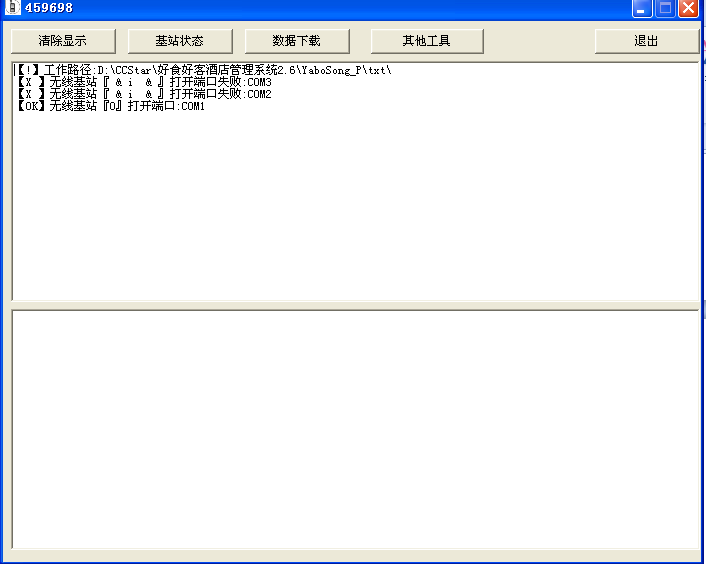 459698
清除显示 基站状态 数据下载 其他工具 退出
【!】工作路径:D:\CCStar\好食好客酒店管理系统2.6\YaboSong_P\txt\
【X 】无线基站『 & i  & 』打开端口失败:COM3
【X 】无线基站『 & i  & 』打开端口失败:COM2
【OK】无线基站『0』打开端口:COM1